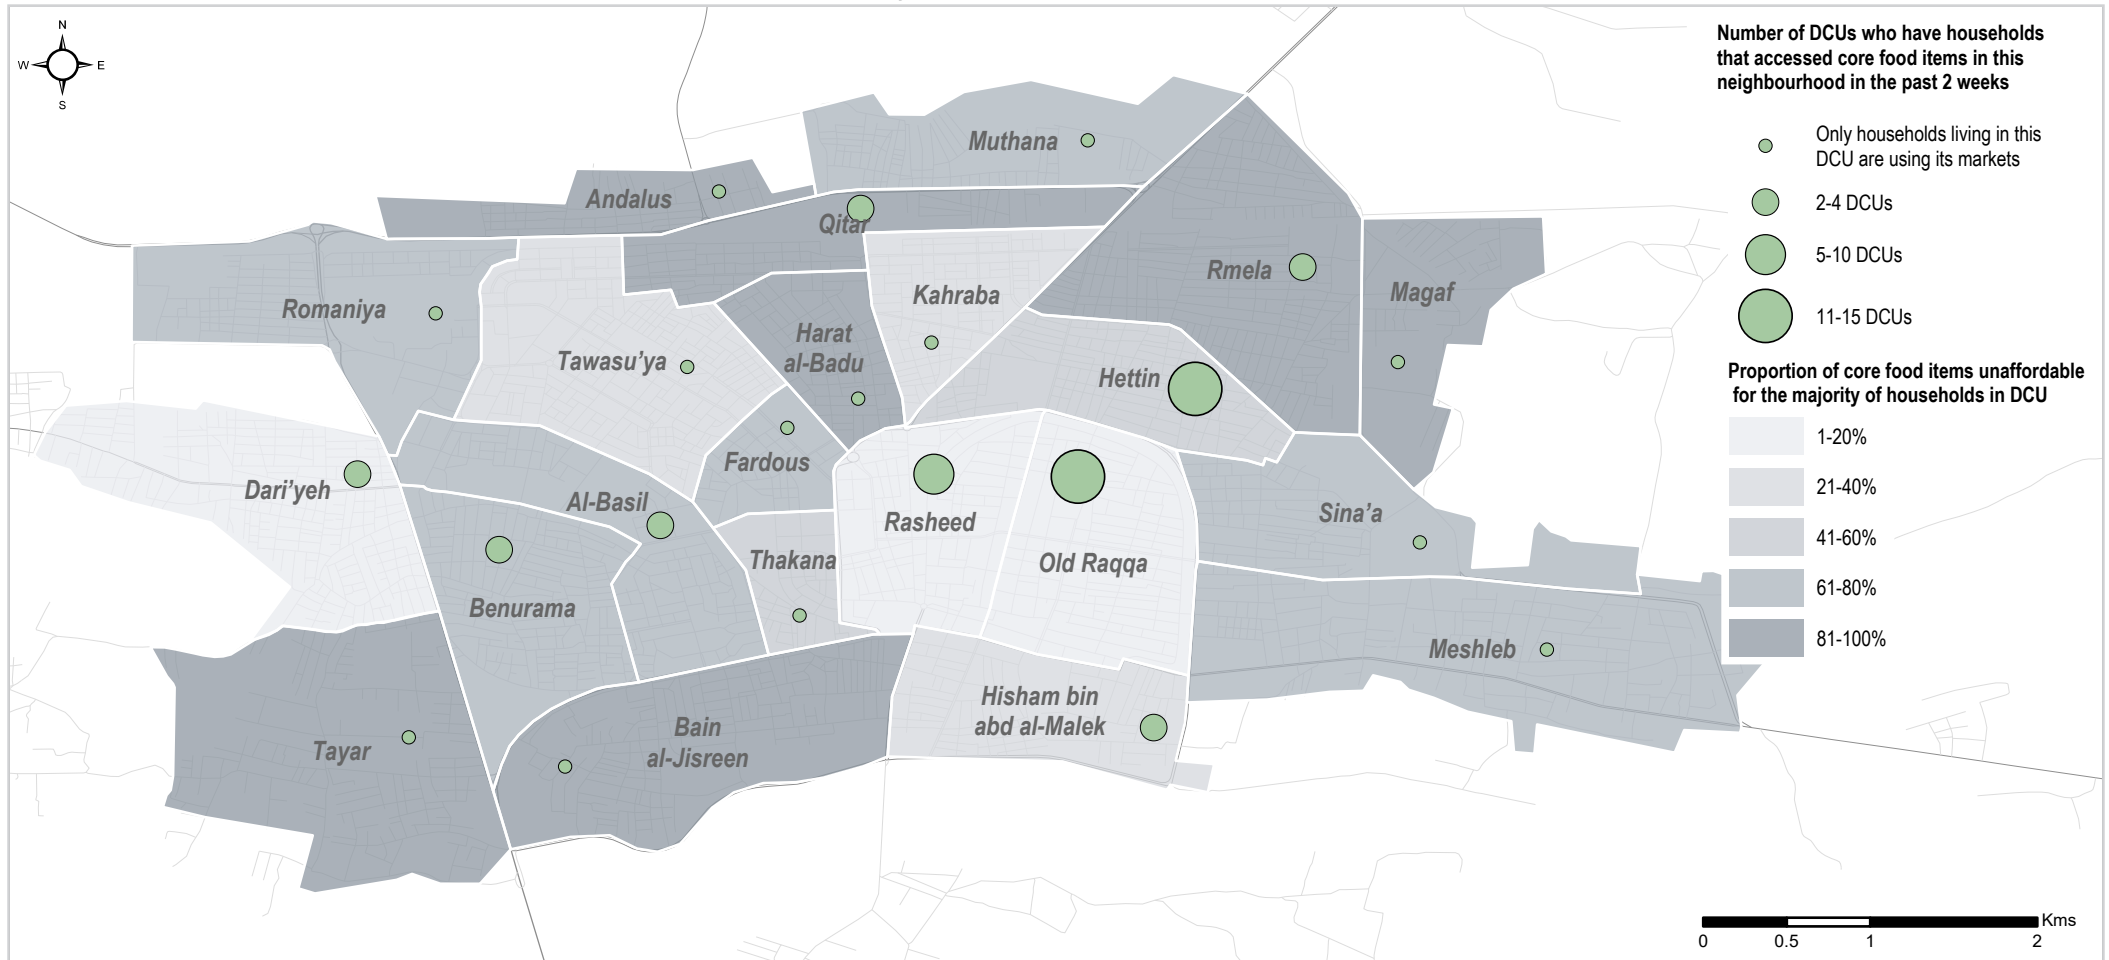 N
W
E
S
Number of DCUs who have households
that accessed core food items in this
neighbourhood in the past 2 weeks
Only households living in this
DCU are using its markets
2-4 DCUs
5-10 DCUs
11-15 DCUs
Proportion of core food items unaffordable
for the majority of households in DCU
1-20%
21-40%
41-60%
61-80%
81-100%
Muthana
Andalus
Qitar
Rmela
Magaf
Kahraba
Romaniya
Harat
al-Badu
Tawasu'ya
Hettin
Fardous
Dari'yeh
Al-Basil
Rasheed
Sina'a
Thakana
Old Raqqa
Benurama
Meshleb
Hisham bin
abd al-Malek
Bain
al-Jisreen
Tayar
Kms
0
0.5
1
2